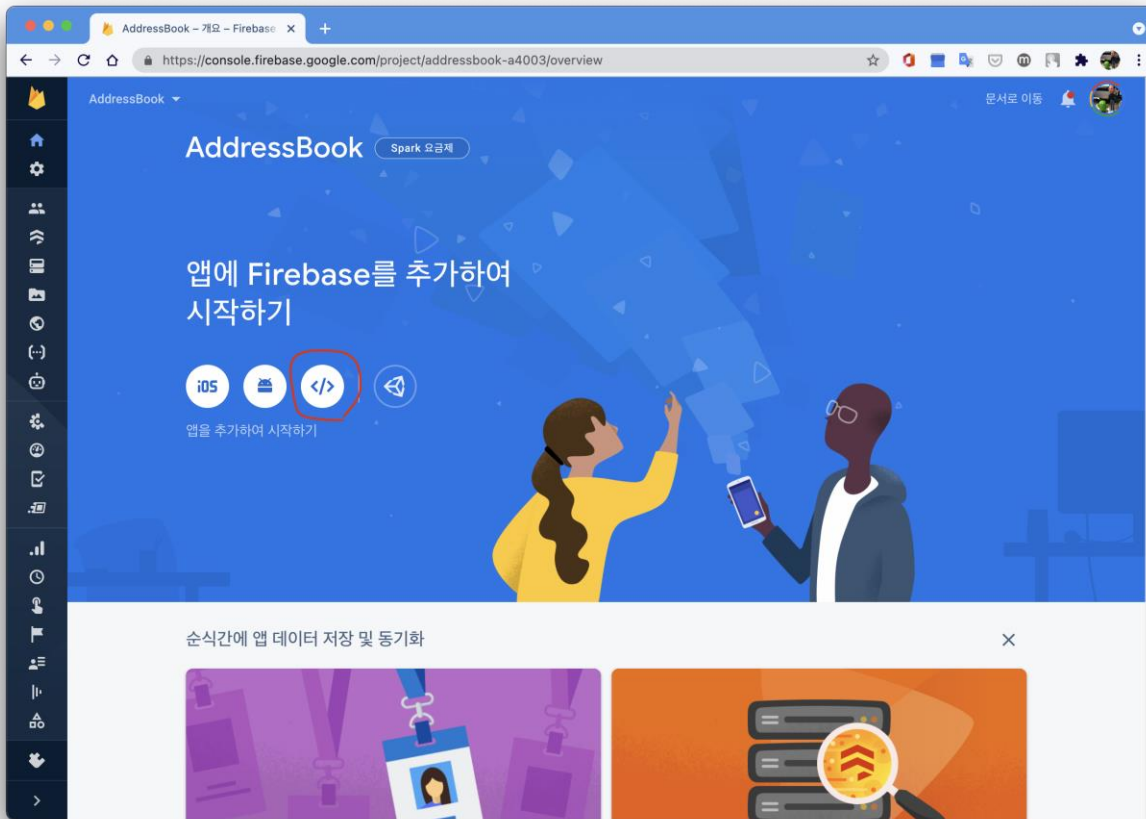 AddressBook – 개요 – Firebase
https://console.firebase.google.com/project/addressbook-a4003/overview
AddressBook
문서로 이동
AddressBook
Spark 요금제
앱에 Firebase를 추가하여
시작하기
iOS
</>
앱을 추가하여 시작하기
순식간에 앱 데이터 저장 및 동기화